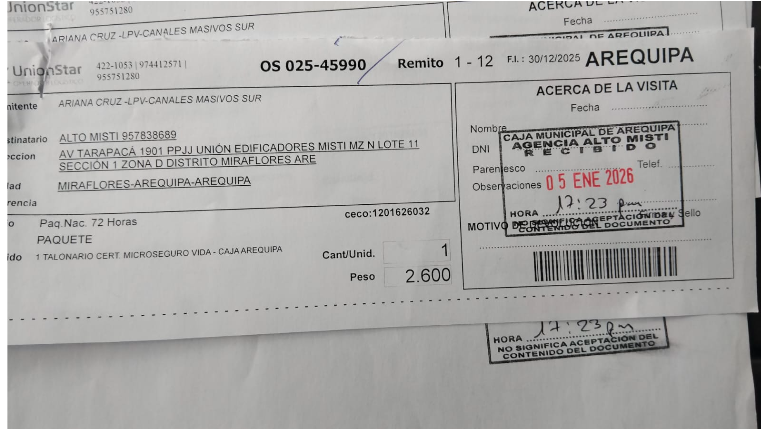 UnionStar
955751280
ARIANA CRUZ -LPV-CANALES MASIVOS SUR
ACERCA DE LA
Fecha
UnionStar
422-1053 | 974412571 |
955751280
OS 025-45990
Remito 1 - 12
F.I. : 30/12/2025
AREQUIPA
mitente ARIANA CRUZ -LPV-CANALES MASIVOS SUR
stinatario ALTO MISTI 957838689
eccion AV TARAPACÁ 1901 PPJJ UNIÓN EDIFICADORES MISTI MZ N LOTE 11
SECCIÓN 1 ZONA D DISTRITO MIRAFLORES ARE
dad MIRAFLORES-AREQUIPA-AREQUIPA
erencia
o Paq.Nac. 72 Horas
ceco:1201626032
PAQUETE
ido 1 TALONARIO CERT. MICROSEGURO VIDA - CAJA AREQUIPA
Cant/Unid. 1
Peso 2.600
ACERCA DE LA VISITA
Fecha
Nombre
DNI
Parentesco
Telef.
Observaciones
MOTIVO DE
Sello
CAJA MUNICIPAL DE AREQUIPA
AGENCIA ALTO MISTI
RECIBIDO
05 ENE 2026
HORA 17:23 pm
NO SIGNIFICA ACEPTACIÓN DEL
CONTENIDO DEL DOCUMENTO
HORA 17:23 pm
NO SIGNIFICA ACEPTACIÓN DEL
CONTENIDO DEL DOCUMENTO